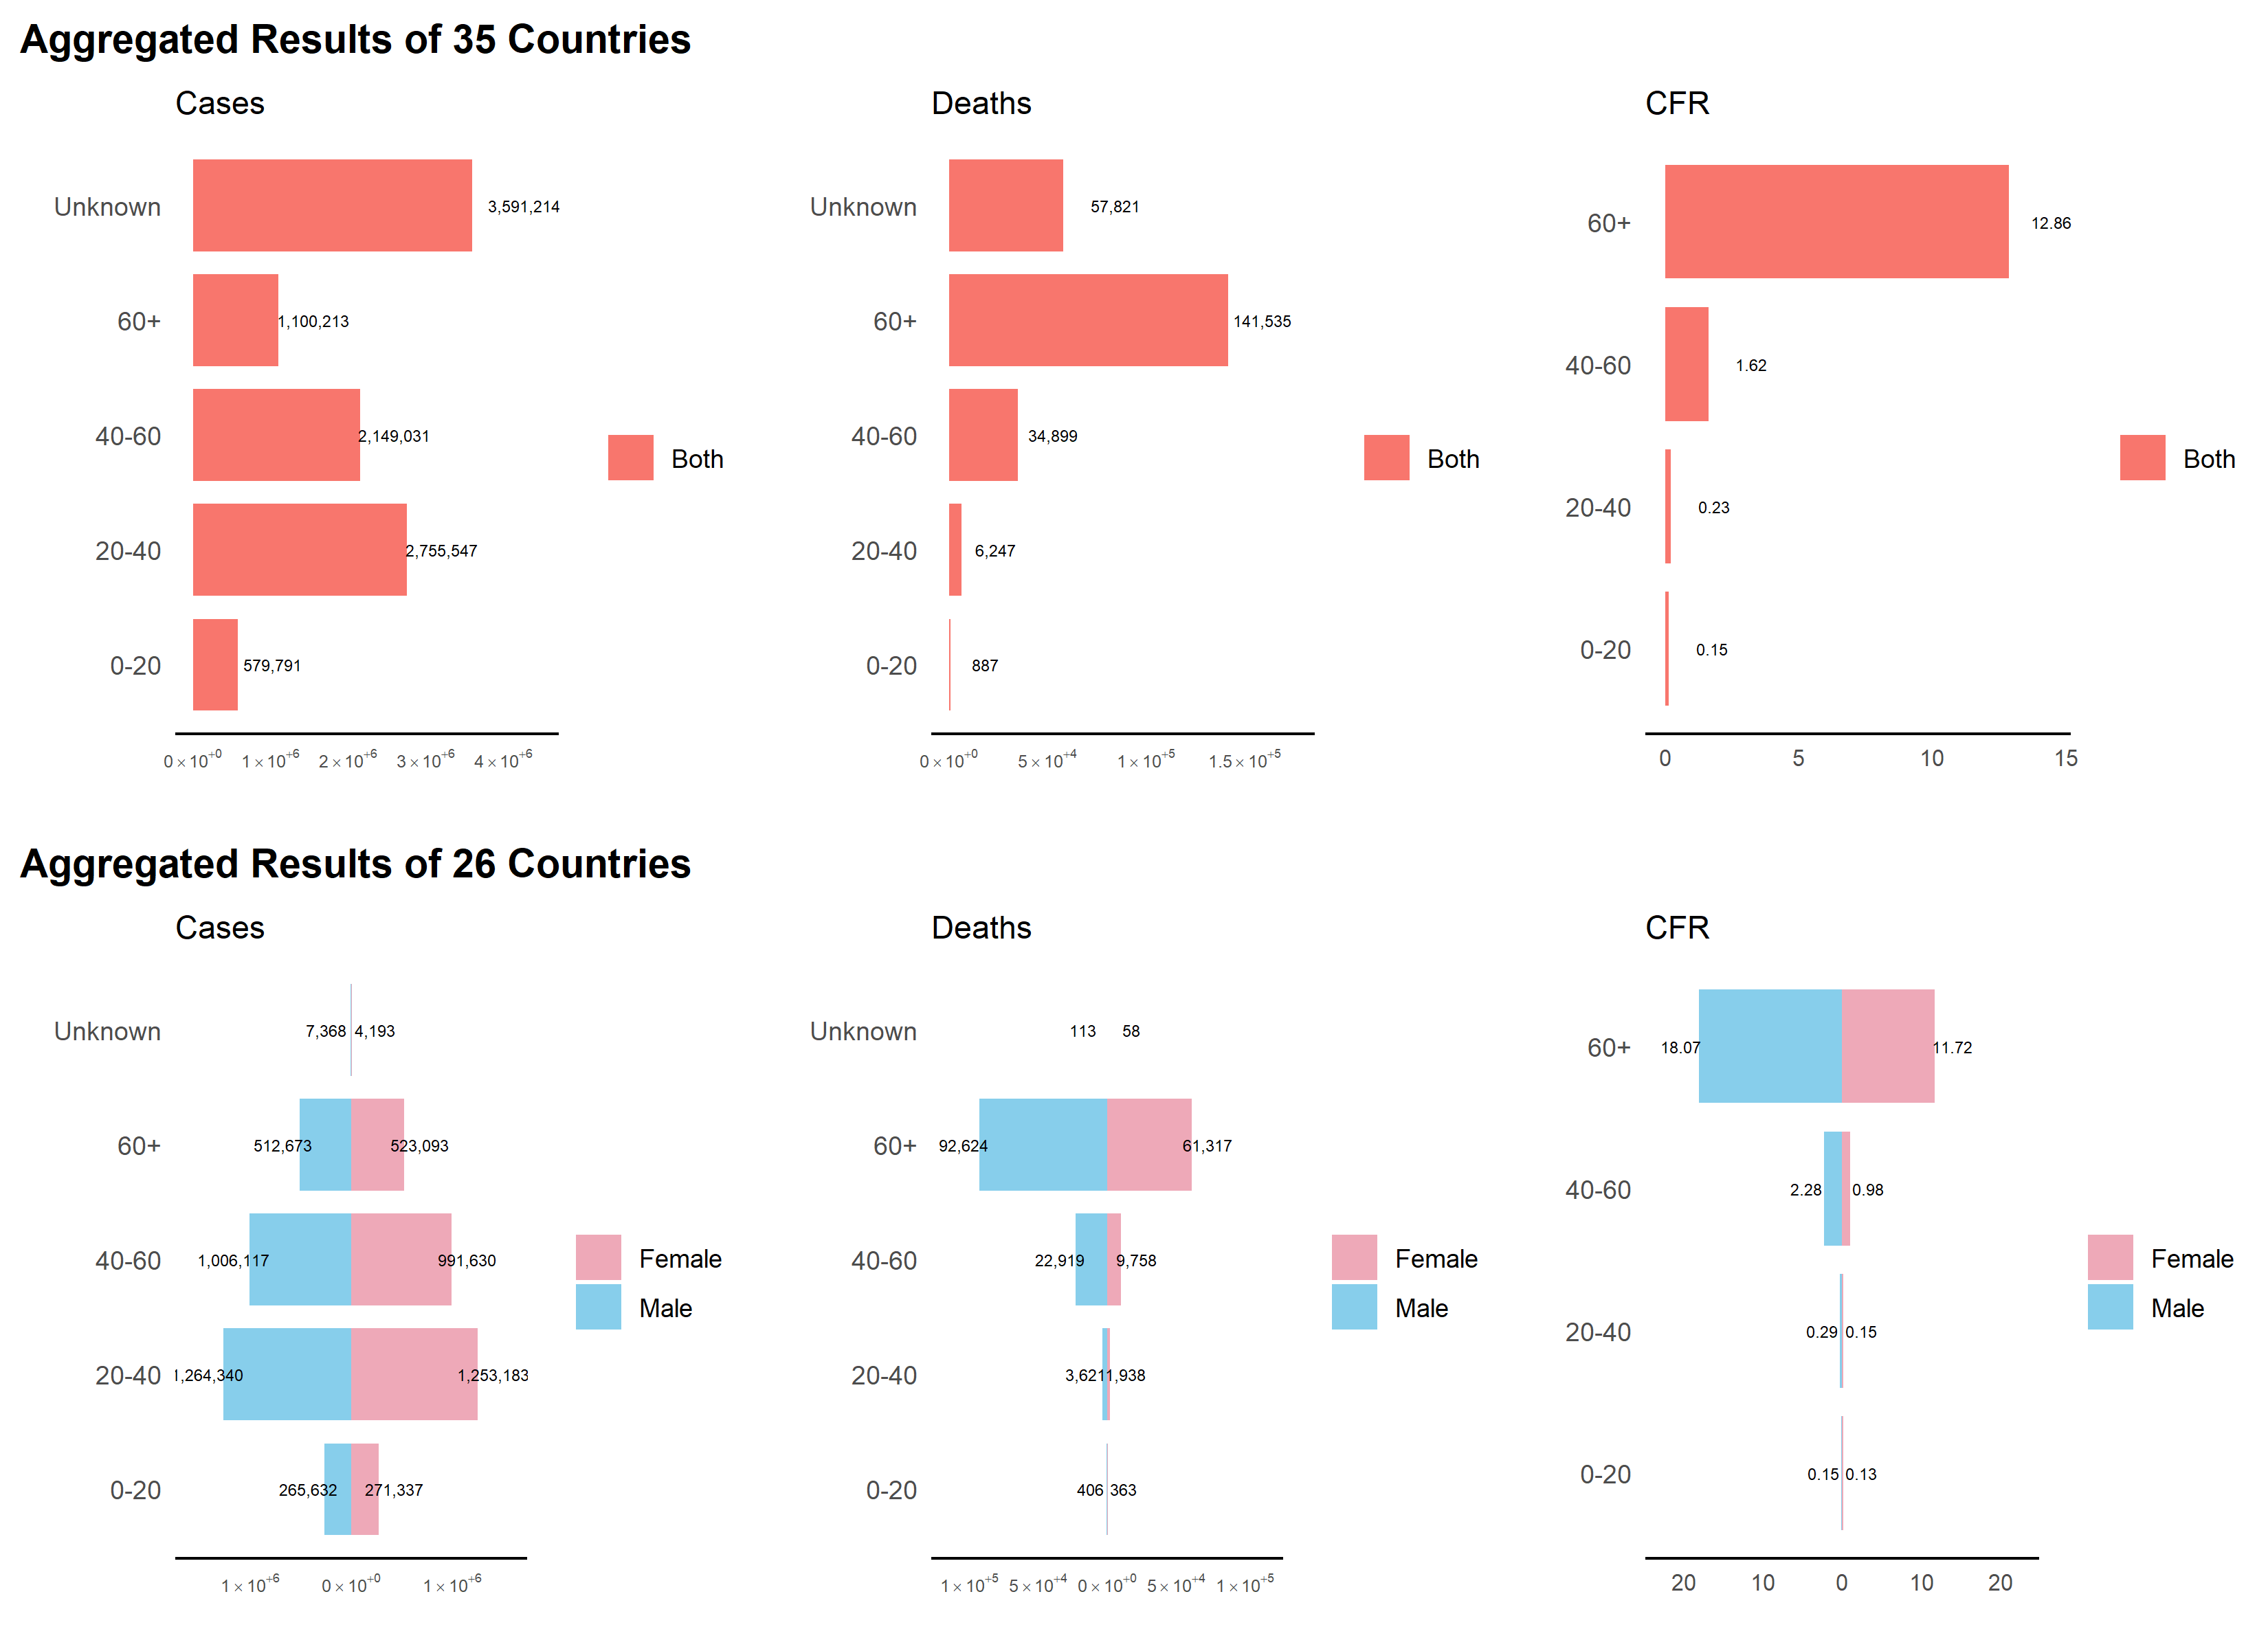 Aggregated Results of 35 Countries
Cases
Unknown
3,591,214
60+
1,100,213
40-60
2,149,031
20-40
2,755,547
0-20
579,791
0×10⁺⁰ 1×10⁺⁶ 2×10⁺⁶ 3×10⁺⁶ 4×10⁺⁶
Both
Deaths
Unknown
57,821
60+
141,535
40-60
34,899
20-40
6,247
0-20
887
0×10⁺⁰ 5×10⁺⁴ 1×10⁺⁵ 1.5×10⁺⁵
Both
CFR
60+
12.86
40-60
1.62
20-40
0.23
0-20
0.15
0 5 10 15
Both
Aggregated Results of 26 Countries
Cases
Unknown
7,368 4,193
60+
512,673 523,093
40-60
1,006,117 991,630
20-40
1,264,340 1,253,183
0-20
265,632 271,337
1×10⁺⁶ 0×10⁺⁰ 1×10⁺⁶
Female
Male
Deaths
Unknown
113 58
60+
92,624 61,317
40-60
22,919 9,758
20-40
3,621 1,938
0-20
406 363
1×10⁺⁵ 5×10⁺⁴ 0×10⁺⁰ 5×10⁺⁴ 1×10⁺⁵
Female
Male
CFR
60+
18.07 11.72
40-60
2.28 0.98
20-40
0.29 0.15
0-20
0.15 0.13
20 10 0 10 20
Female
Male